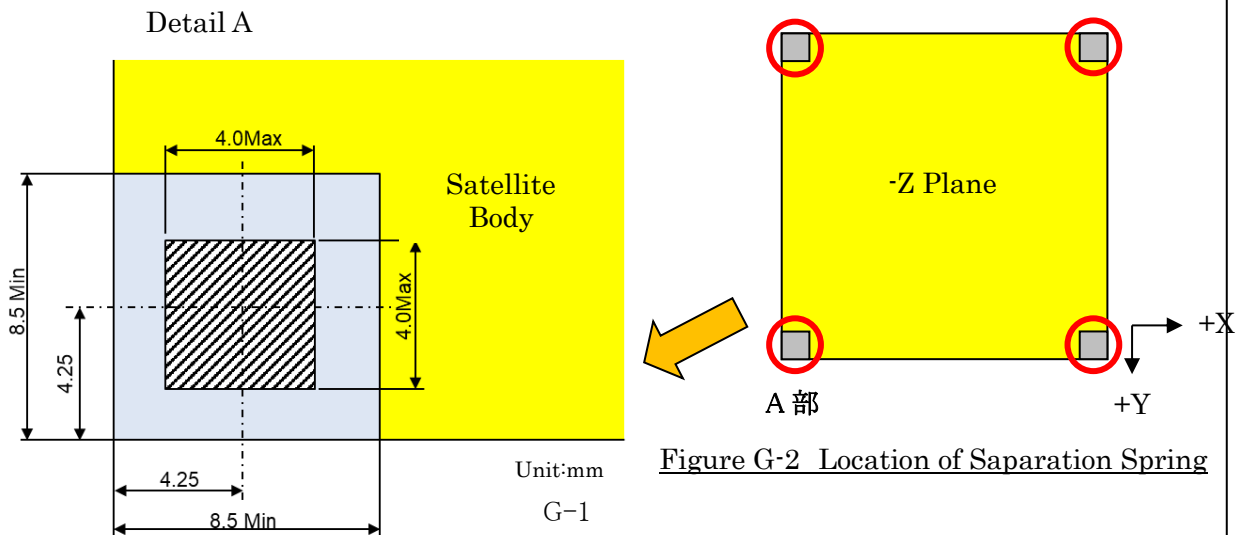 Detail A
4.0Max
Satellite
Body
8.5 Min
4.0Max
4.25
4.25
8.5 Min
Unit:mm
G-1
-Z Plane
+X
+Y
A 部
Figure G-2 Location of Saparation Spring